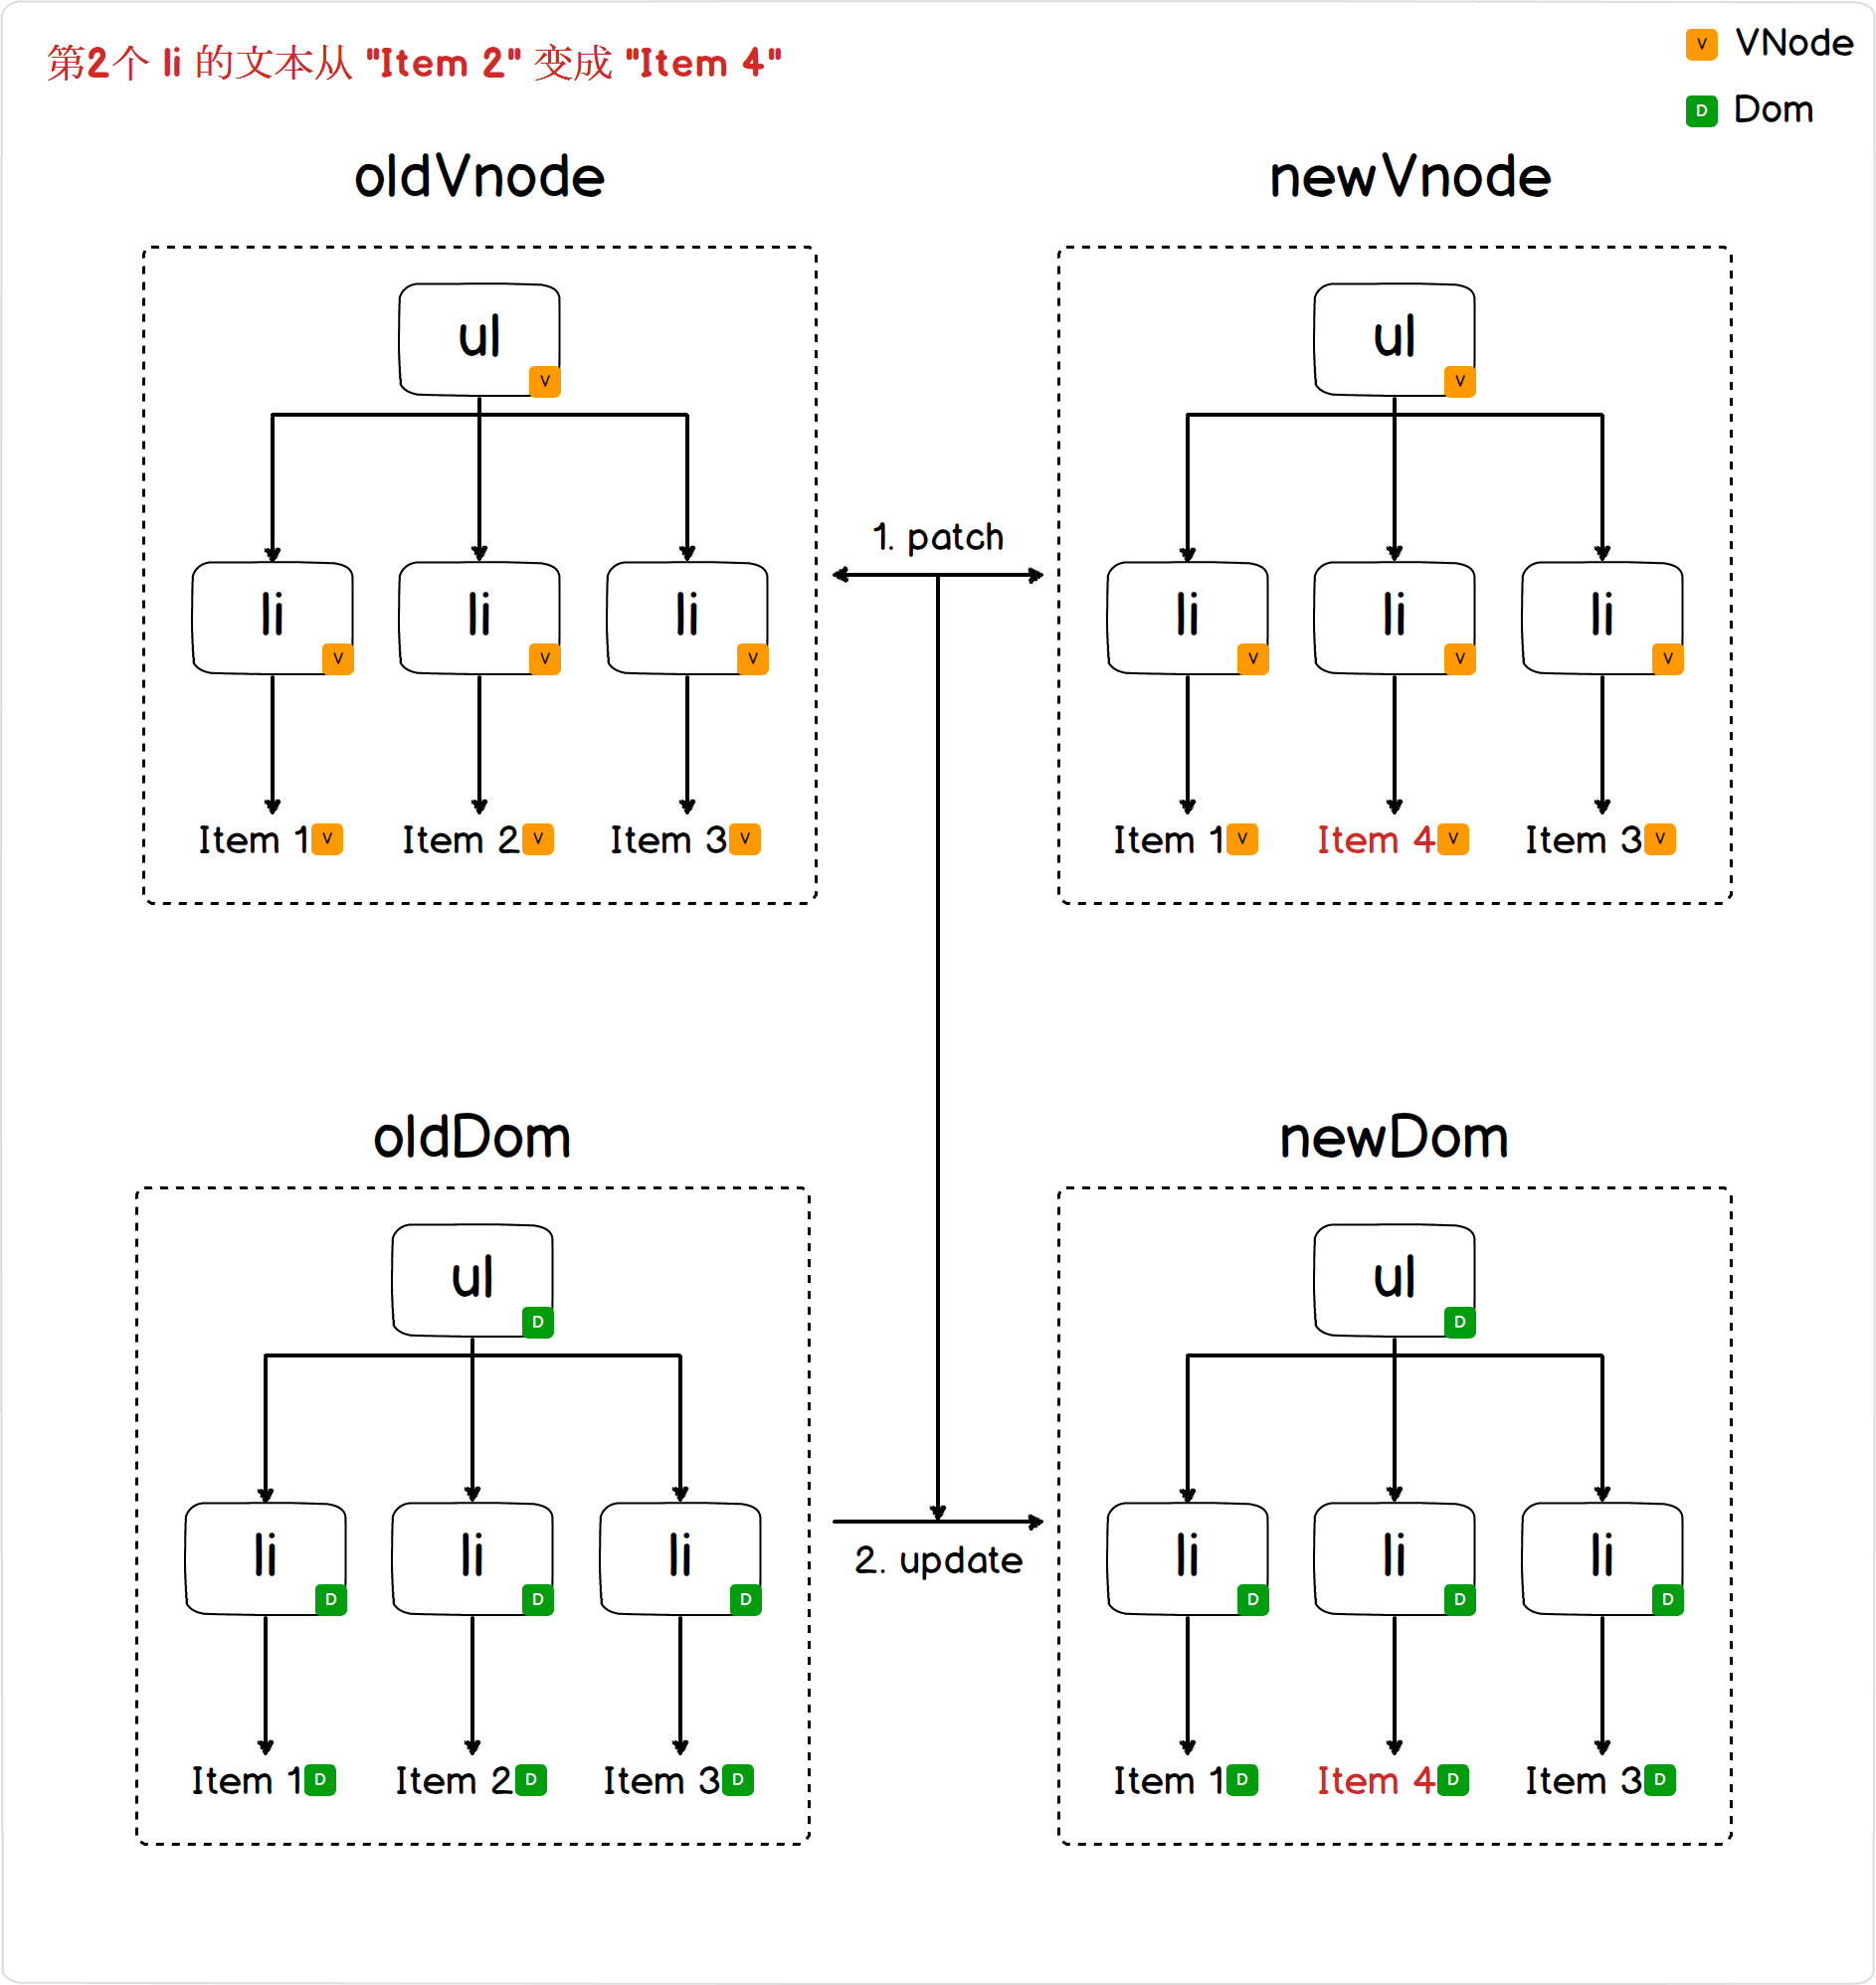 第2个 li 的文本从 "Item 2" 变成 "Item 4"
V VNode
D Dom
oldVnode
newVnode
ul V
ul V
1. patch
li V li V li V
li V li V li V
Item 1 V Item 2 V Item 3 V
Item 1 V Item 4 V Item 3 V
oldDom
newDom
ul D
ul D
li D li D li D
li D li D li D
2. update
Item 1 D Item 2 D Item 3 D
Item 1 D Item 4 D Item 3 D